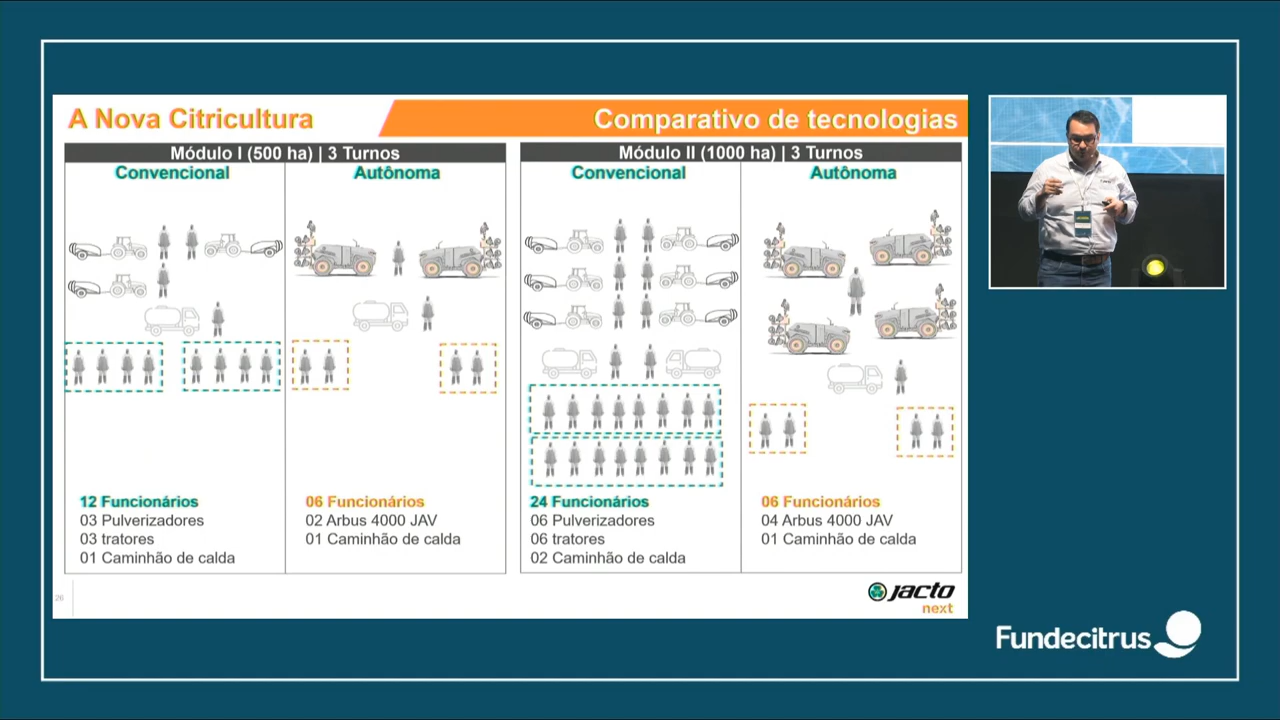 A Nova Citricultura
Comparativo de tecnologias
Módulo I (500 ha) | 3 Turnos
Convencional
Autônoma
12 Funcionários
03 Pulverizadores
03 tratores
01 Caminhão de calda
06 Funcionários
02 Arbus 4000 JAV
01 Caminhão de calda
Módulo II (1000 ha) | 3 Turnos
Convencional
Autônoma
24 Funcionários
06 Pulverizadores
06 tratores
02 Caminhão de calda
06 Funcionários
04 Arbus 4000 JAV
01 Caminhão de calda
26
jacto
next
Fundecitrus